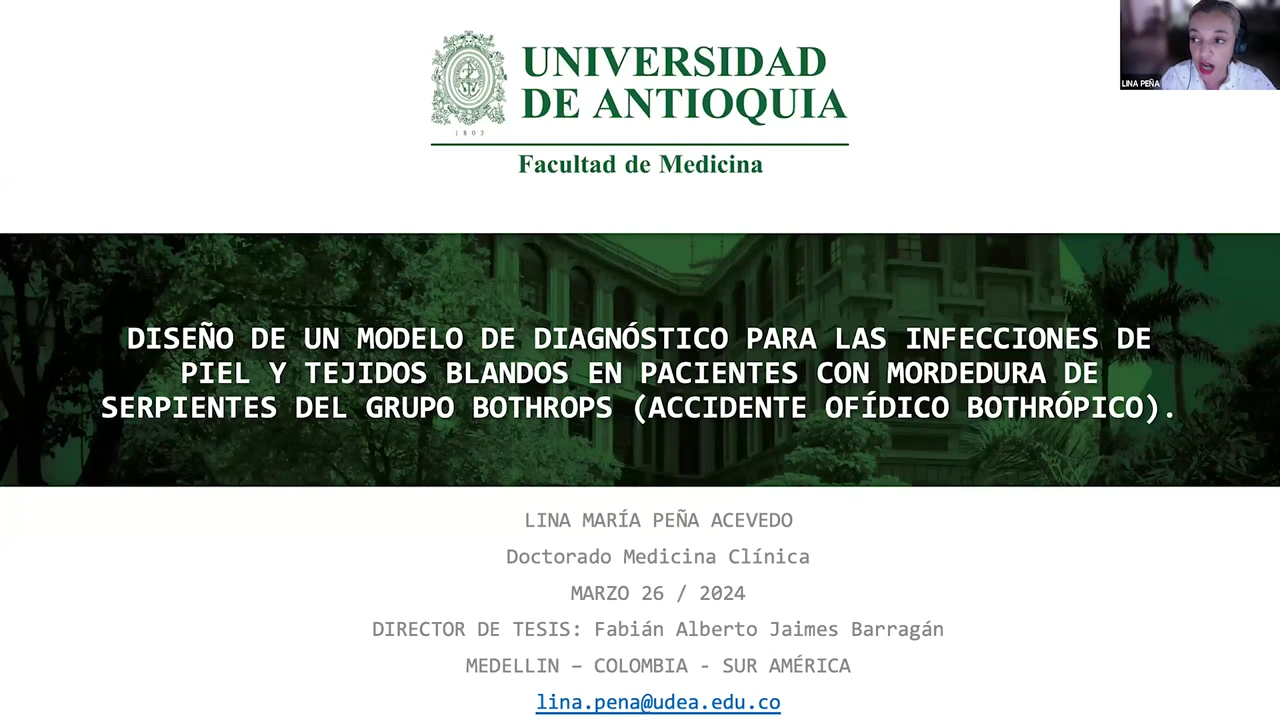 UNIVERSIDAD
DE ANTIOQUIA
1803
Facultad de Medicina
LINA PEÑA
DISEÑO DE UN MODELO DE DIAGNÓSTICO PARA LAS INFECCIONES DE
PIEL Y TEJIDOS BLANDOS EN PACIENTES CON MORDEDURA DE
SERPIENTES DEL GRUPO BOTHROPS (ACCIDENTE OFÍDICO BOTHRÓPICO).
LINA MARÍA PEÑA ACEVEDO
Doctorado Medicina Clínica
MARZO 26 / 2024
DIRECTOR DE TESIS: Fabián Alberto Jaimes Barragán
MEDELLIN – COLOMBIA - SUR AMÉRICA
lina.pena@udea.edu.co